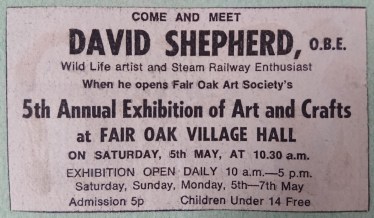 COME AND MEET
DAVID SHEPHERD, O.B.E.
Wild Life artist and Steam Railway Enthusiast
When he opens Fair Oak Art Society's
5th Annual Exhibition of Art and Crafts
at FAIR OAK VILLAGE HALL
ON SATURDAY, 5th MAY, AT 10.30 a.m.
EXHIBITION OPEN DAILY 10 a.m.—5 p.m.
Saturday, Sunday, Monday, 5th—7th May
Admission 5p Children Under 14 Free